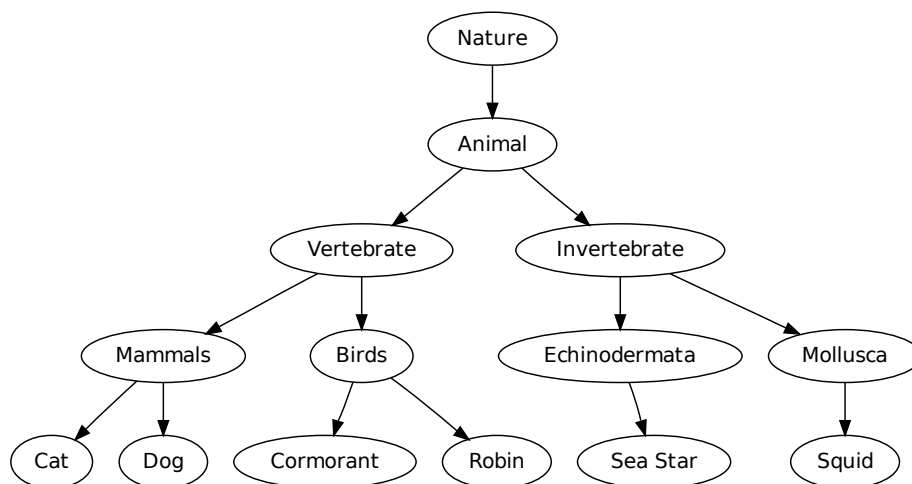 Nature
Animal
Vertebrate
Invertebrate
Mammals
Birds
Echinodermata
Mollusca
Cat
Dog
Cormorant
Robin
Sea Star
Squid